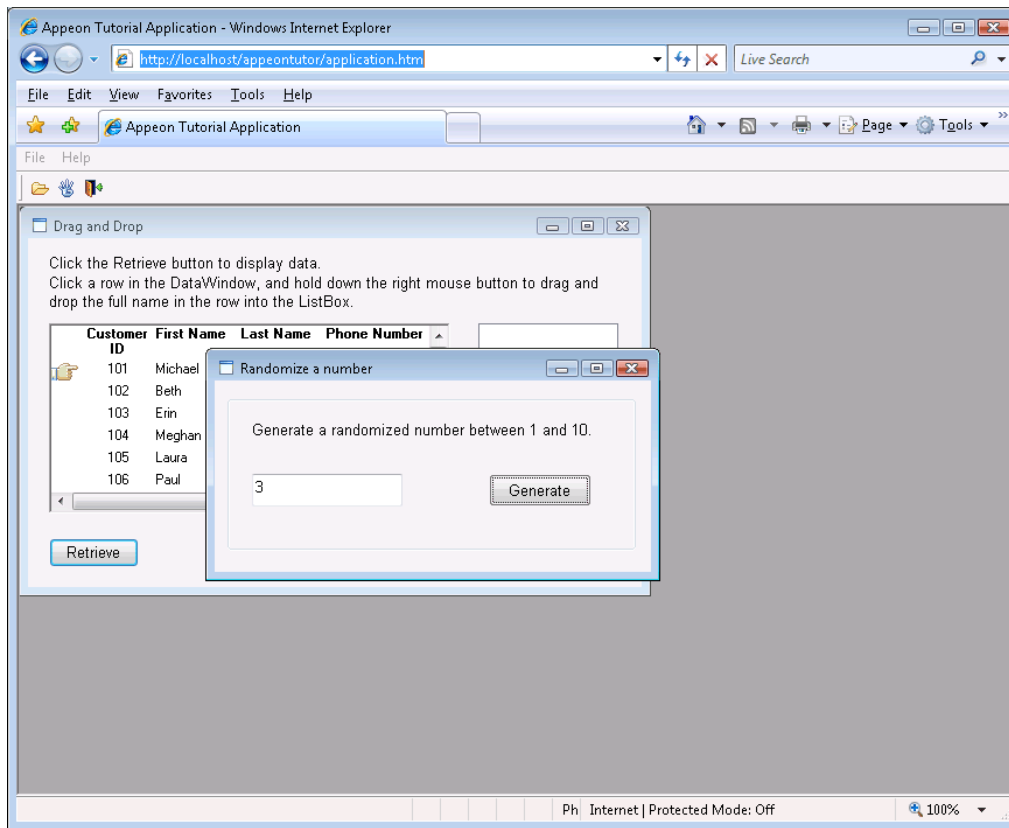 Appeon Tutorial Application - Windows Internet Explorer
http://localhost/appeontutor/application.htm
Live Search
File Edit View Favorites Tools Help
Appeon Tutorial Application
Page Tools »
File Help
Drag and Drop
Click the Retrieve button to display data.
Click a row in the DataWindow, and hold down the right mouse button to drag and
drop the full name in the row into the ListBox.
Customer ID First Name Last Name Phone Number
101 Michael
102 Beth
103 Erin
104 Meghan
105 Laura
106 Paul
Retrieve
Randomize a number
Generate a randomized number between 1 and 10.
3
Generate
Ph Internet | Protected Mode: Off
100%